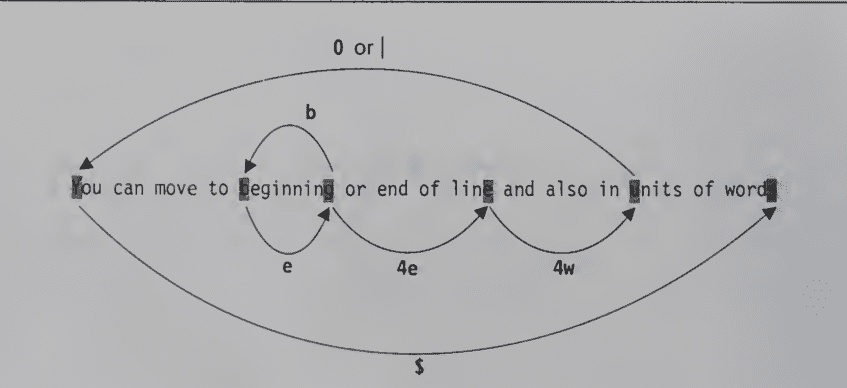 0 or |
b
You can move to beginning or end of line and also in units of words
e
4e
4w
$